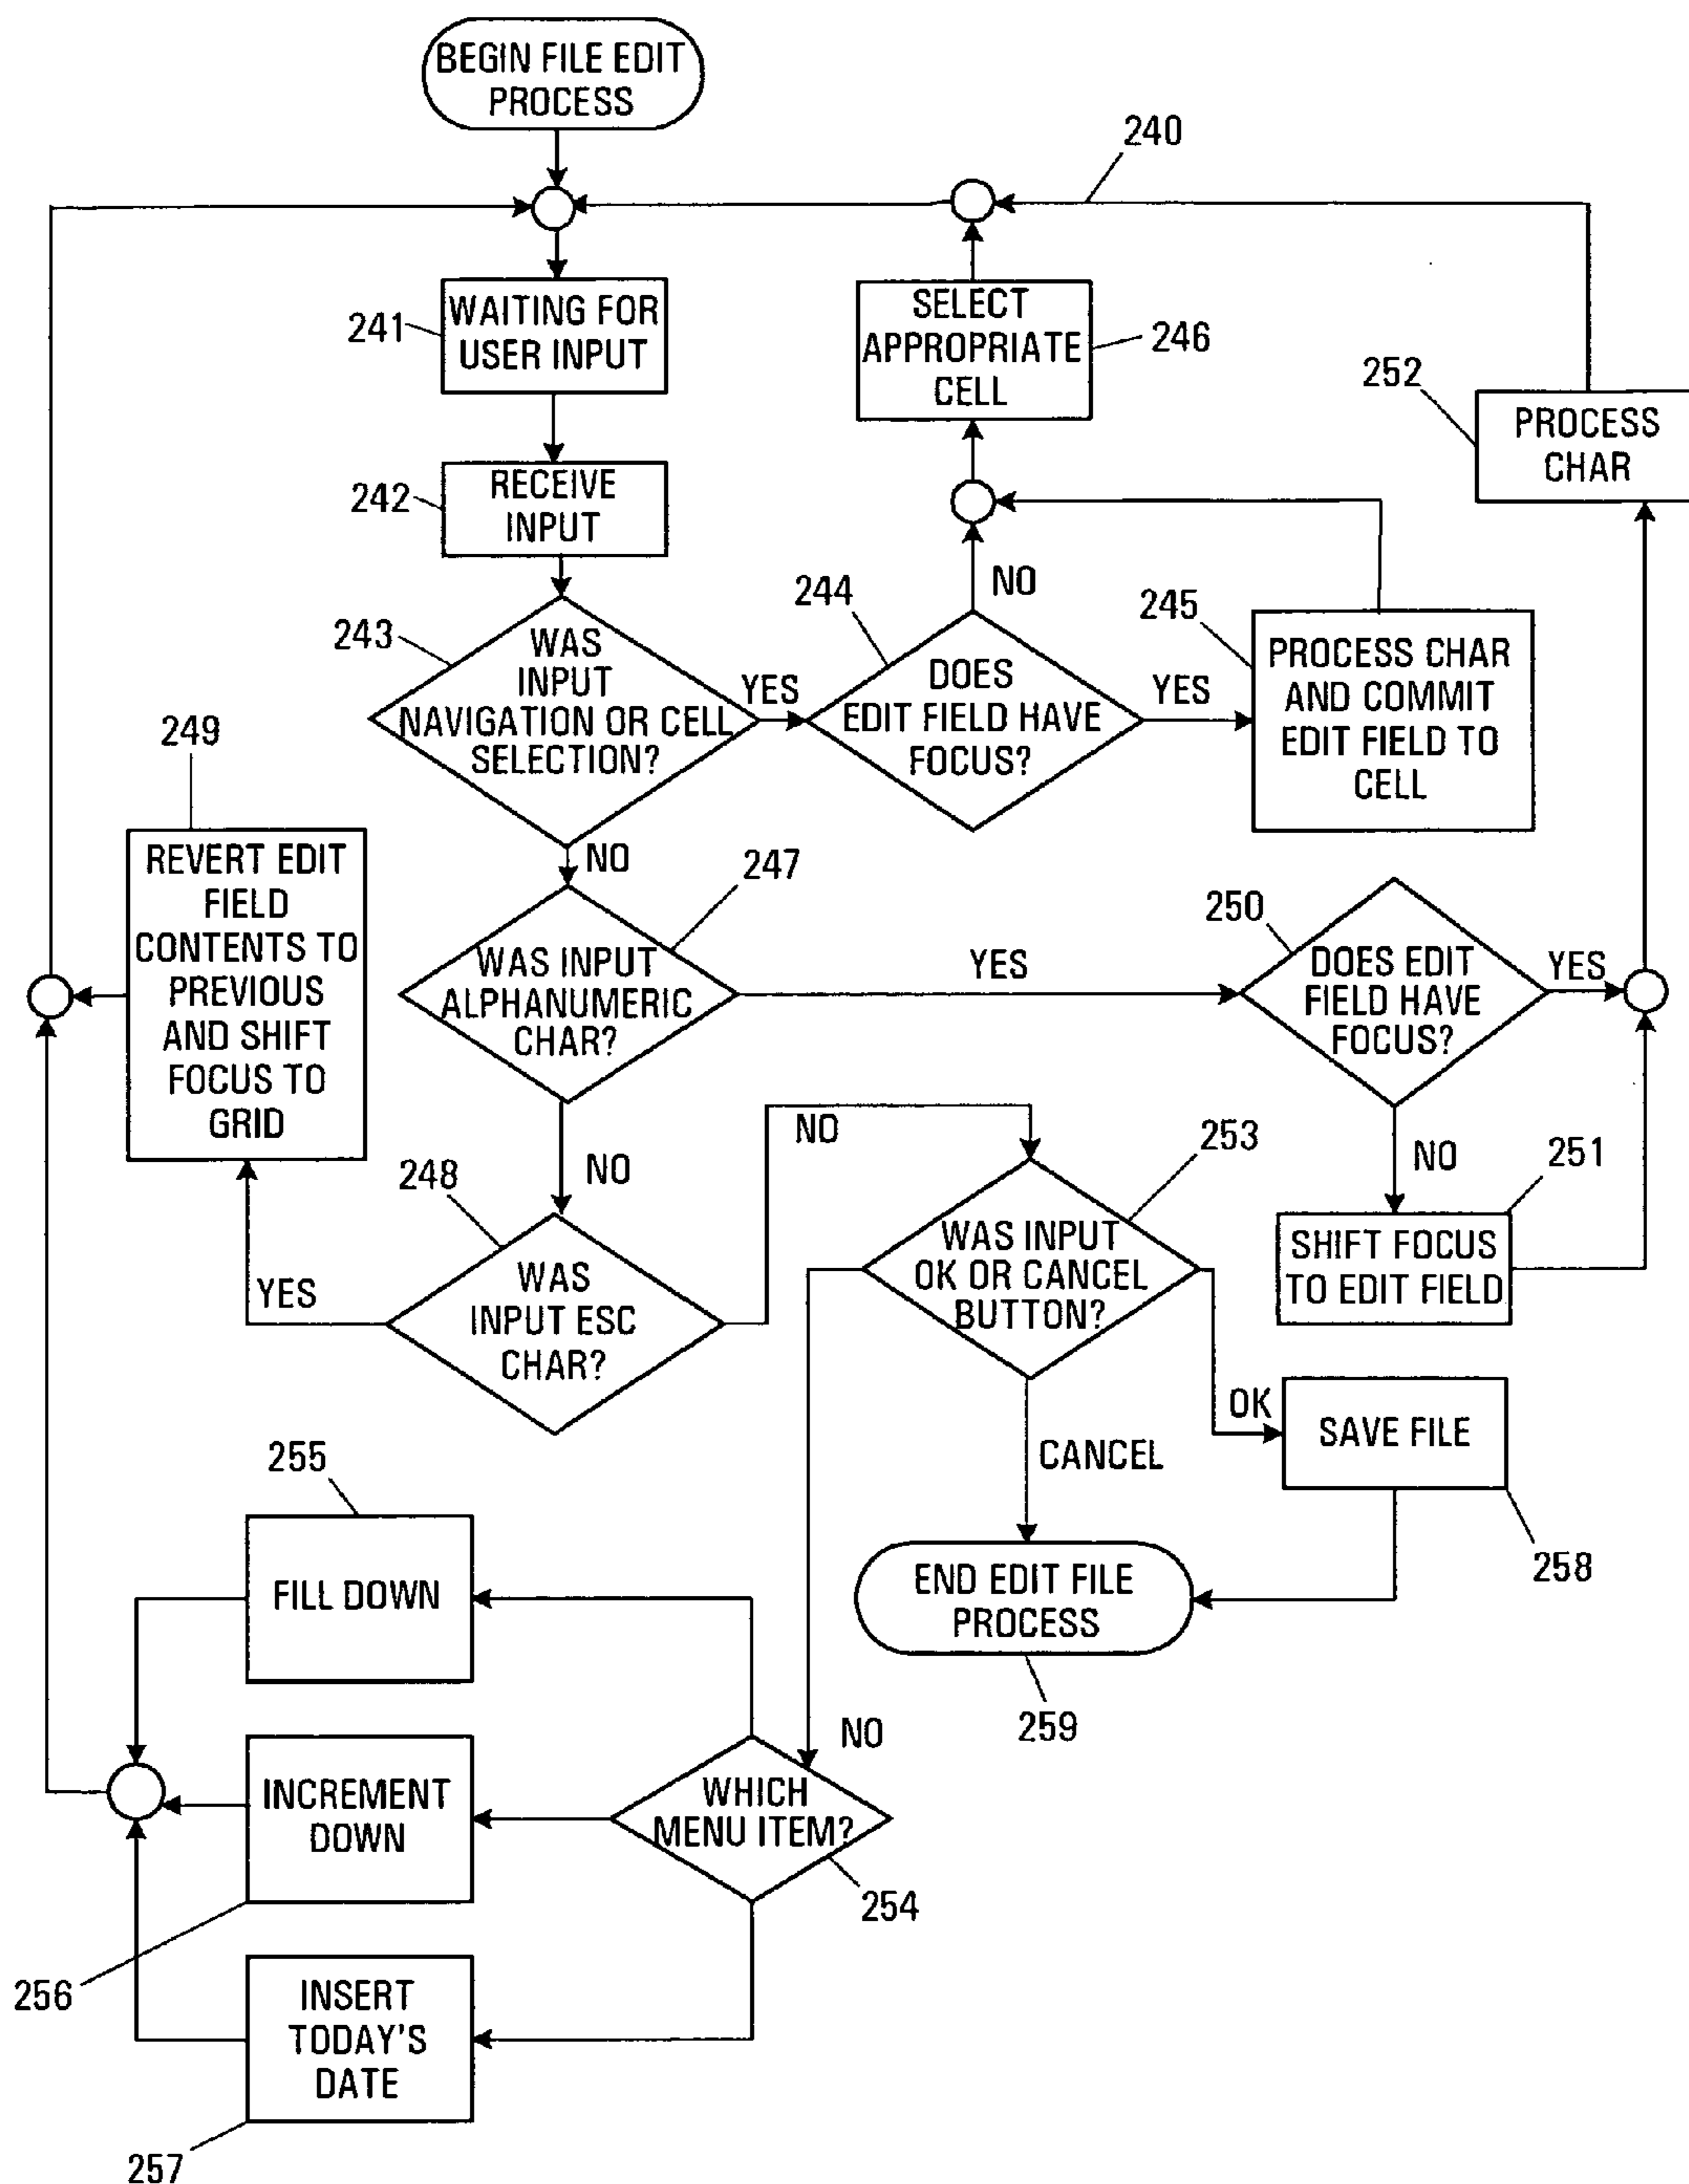 BEGIN FILE EDIT
PROCESS
240
WAITING FOR
USER INPUT
241
SELECT
APPROPRIATE
CELL
246
252
PROCESS
CHAR
RECEIVE
INPUT
242
243
WAS
INPUT
NAVIGATION OR CELL
SELECTION?
YES
244
NO
DOES
EDIT FIELD HAVE
FOCUS?
YES
245
PROCESS CHAR
AND COMMIT
EDIT FIELD TO
CELL
249
REVERT EDIT
FIELD
CONTENTS TO
PREVIOUS
AND SHIFT
FOCUS TO
GRID
NO
247
WAS INPUT
ALPHANUMERIC
CHAR?
YES
250
DOES EDIT
FIELD HAVE
FOCUS?
YES
NO
251
SHIFT FOCUS
TO EDIT FIELD
NO
248
YES
WAS
INPUT ESC
CHAR?
NO
253
WAS INPUT
OK OR CANCEL
BUTTON?
OK
SAVE FILE
258
CANCEL
END EDIT FILE
PROCESS
259
NO
255
FILL DOWN
WHICH
MENU ITEM?
254
INCREMENT
DOWN
256
INSERT
TODAY'S
DATE
257